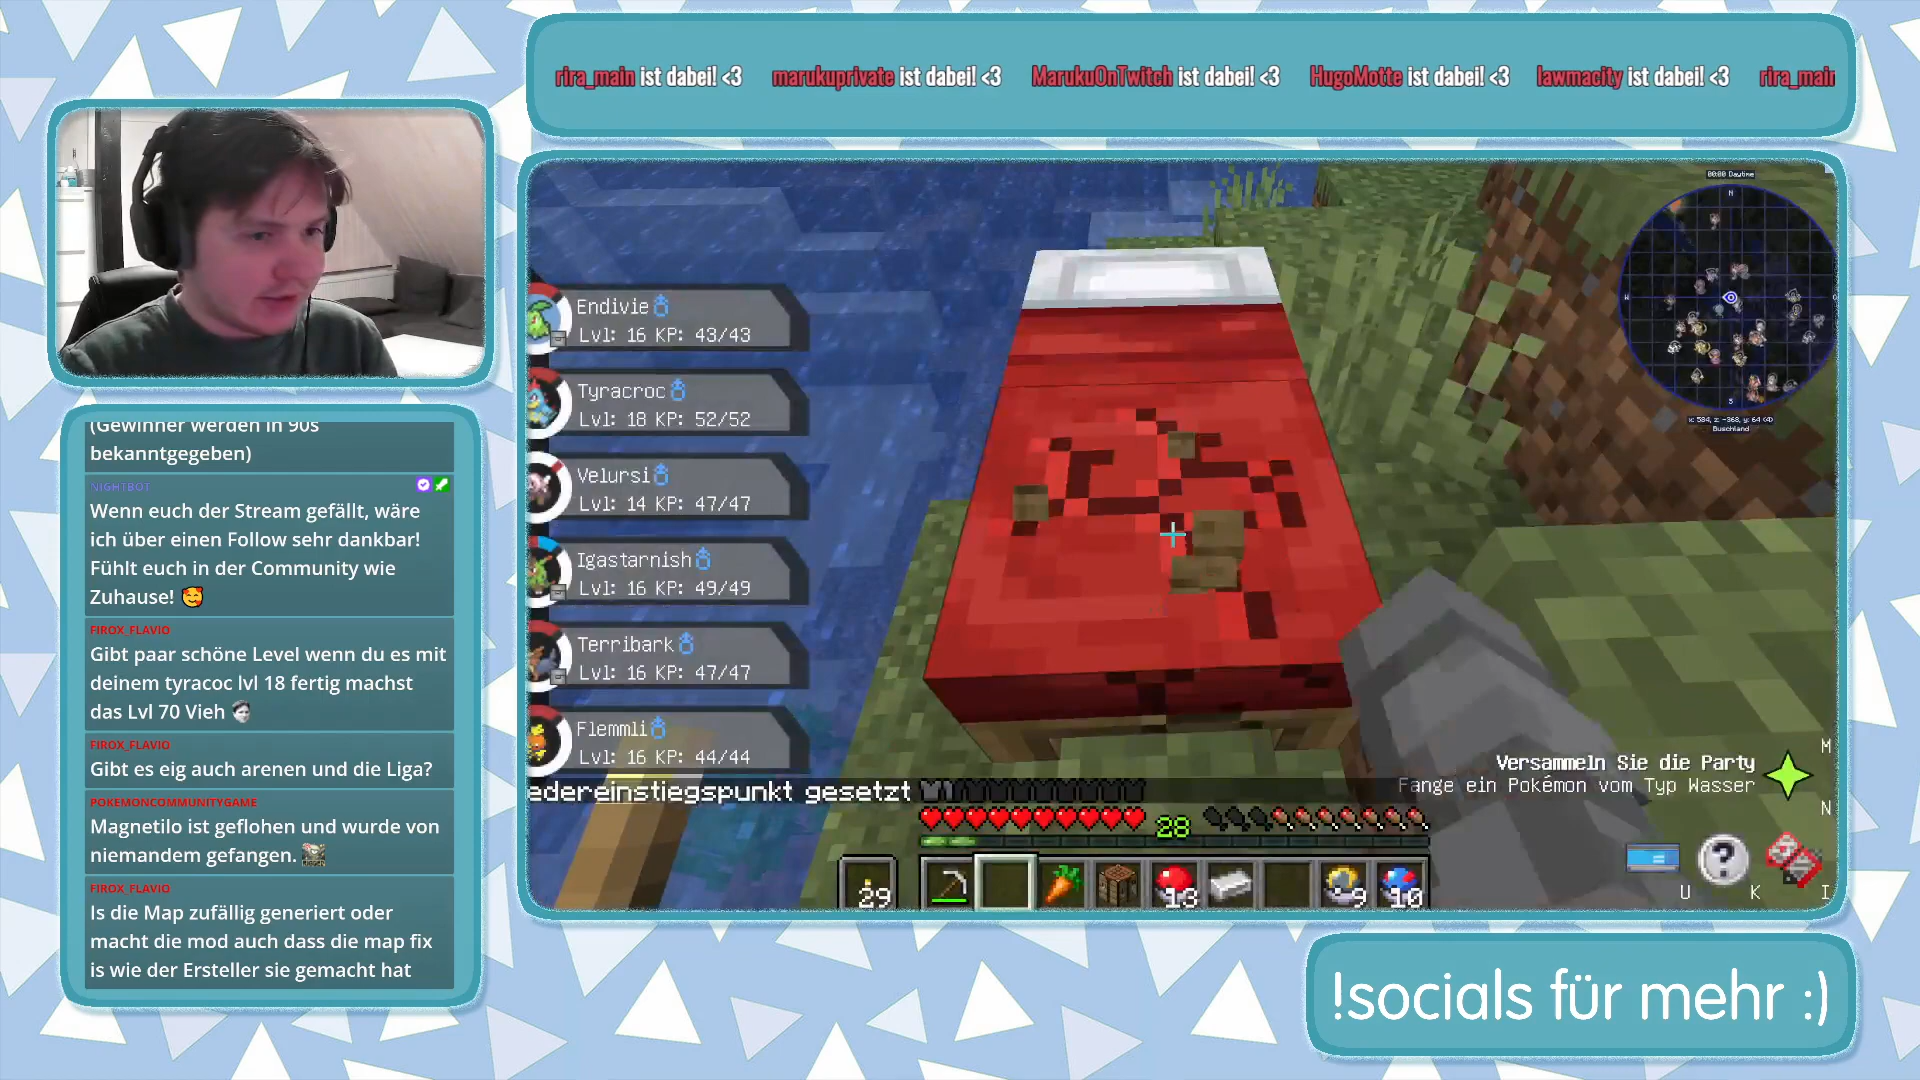 rira_main ist dabei! <3 marukuprivate ist dabei! <3 MarukuOnTwitch ist dabei! <3 HugoMotte ist dabei! <3 lawmacity ist dabei! <3 rira_main
(Gewinner werden in 90s
bekanntgegeben)
NIGHTBOT
Wenn euch der Stream gefällt, wäre
ich über einen Follow sehr dankbar!
Fühlt euch in der Community wie
Zuhause!
FIROX_FLAVIO
Gibt paar schöne Level wenn du es mit
deinem tyracoc lvl 18 fertig machst
das Lvl 70 Vieh
FIROX_FLAVIO
Gibt es eig auch arenen und die Liga?
POKEMONCOMMUNITYGAME
Magnetilo ist geflohen und wurde von
niemandem gefangen.
FIROX_FLAVIO
Is die Map zufällig generiert oder
macht die mod auch dass die map fix
is wie der Ersteller sie gemacht hat
Endivie
Lvl: 16 KP: 43/43
Tyracroc
Lvl: 18 KP: 52/52
Velursi
Lvl: 14 KP: 47/47
Igastarnish
Lvl: 16 KP: 49/49
Terribark
Lvl: 16 KP: 47/47
Flemmli
Lvl: 16 KP: 44/44
edereinstiegspunkt gesetzt
00:00 Daytime
N
W
S
Buschland
Versammeln Sie die Party
Fange ein Pokémon vom Typ Wasser
M
N
U
K
I
28
29
13
9
10
!socials für mehr :)